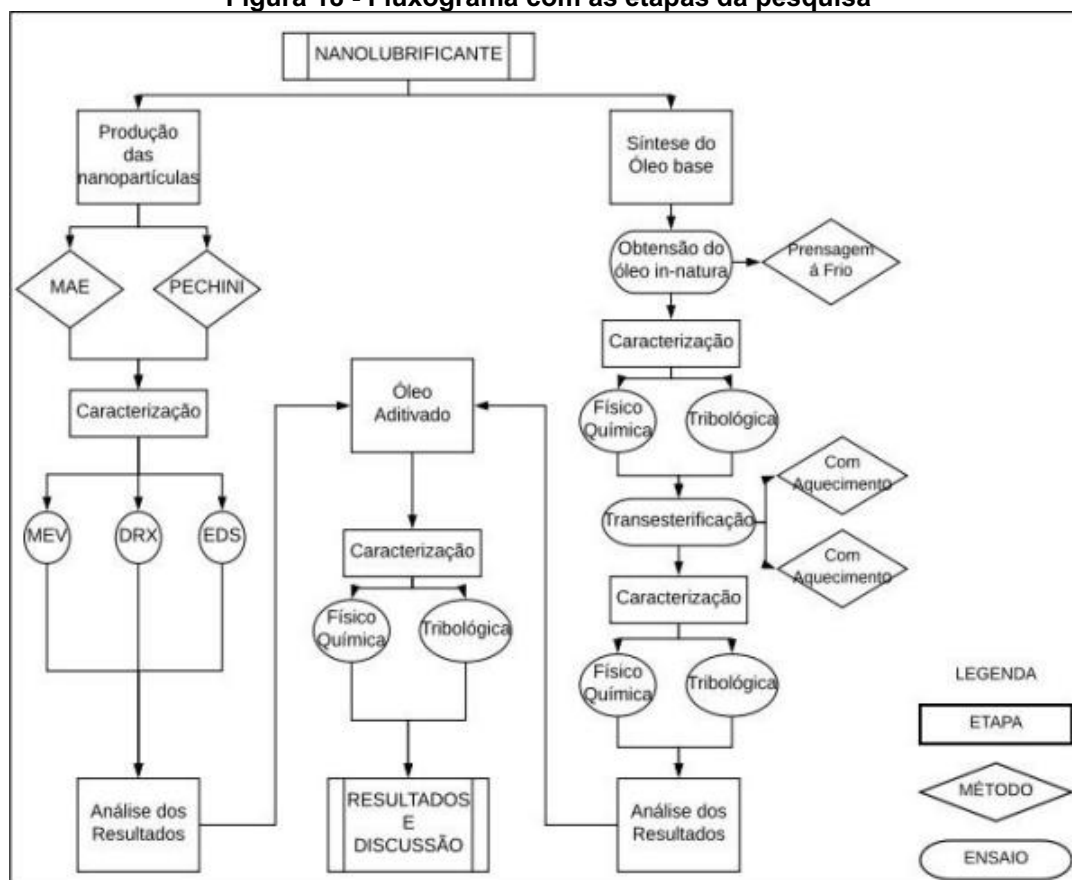 Figura 16 - Fluxograma com as etapas da pesquisa
NANOLUBRIFICANTE
Produção
das
nanopartículas
MAE
PECHINI
Caracterização
MEV
DRX
EDS
Análise dos
Resultados
Óleo
Aditivado
Caracterização
Físico
Química
Tribológica
RESULTADOS
E
DISCUSSÃO
Síntese do
Óleo base
Obtensão do
óleo in-natura
Prensagem
á Frio
Caracterização
Físico
Química
Tribológica
Transesterificação
Com
Aquecimento
Com
Aquecimento
Caracterização
Físico
Química
Tribológica
Análise dos
Resultados
LEGENDA
ETAPA
MÉTODO
ENSAIO